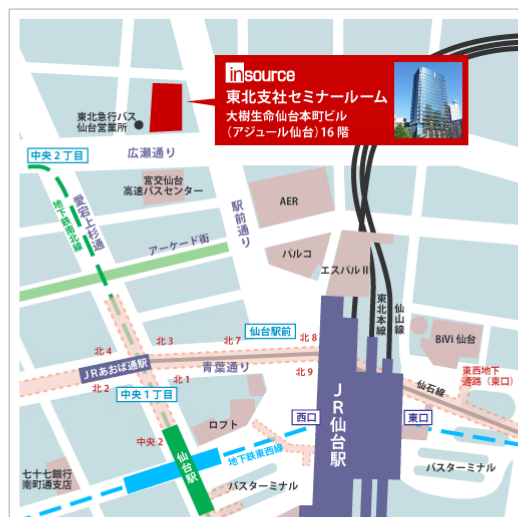 insource
東北支社セミナールーム
大樹生命仙台本町ビル
（アジュール仙台）16階
東北急行バス
仙台営業所
広瀬通り
中央２丁目
宮交仙台
高速バスセンター
愛宕上杉通
地下鉄南北線
駅前通り
AER
アーケード街
パルコ
エスパルⅡ
東北本線
仙山線
BiVi 仙台
北4
北3
北7
仙台駅前
北8
JRあおば通駅
青葉通り
北2
北1
北9
中央１丁目
東西地下
通路（東口）
仙石線
JR仙台駅
西口
東口
ロフト
中央2
仙台駅
地下鉄東西線
七十七銀行
南町通支店
バスターミナル
バスターミナル